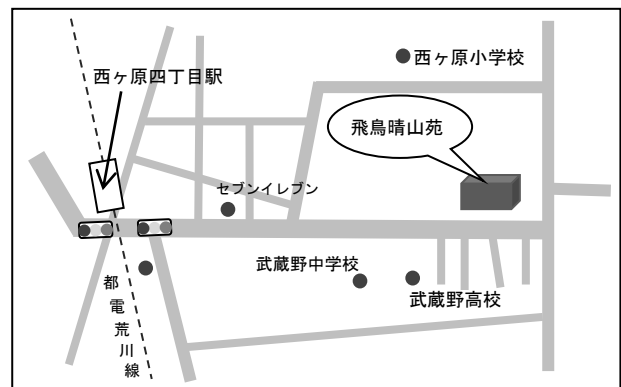 西ヶ原小学校
西ヶ原四丁目駅
飛鳥晴山苑
セブンイレブン
武蔵野中学校
武蔵野高校
都電荒川線